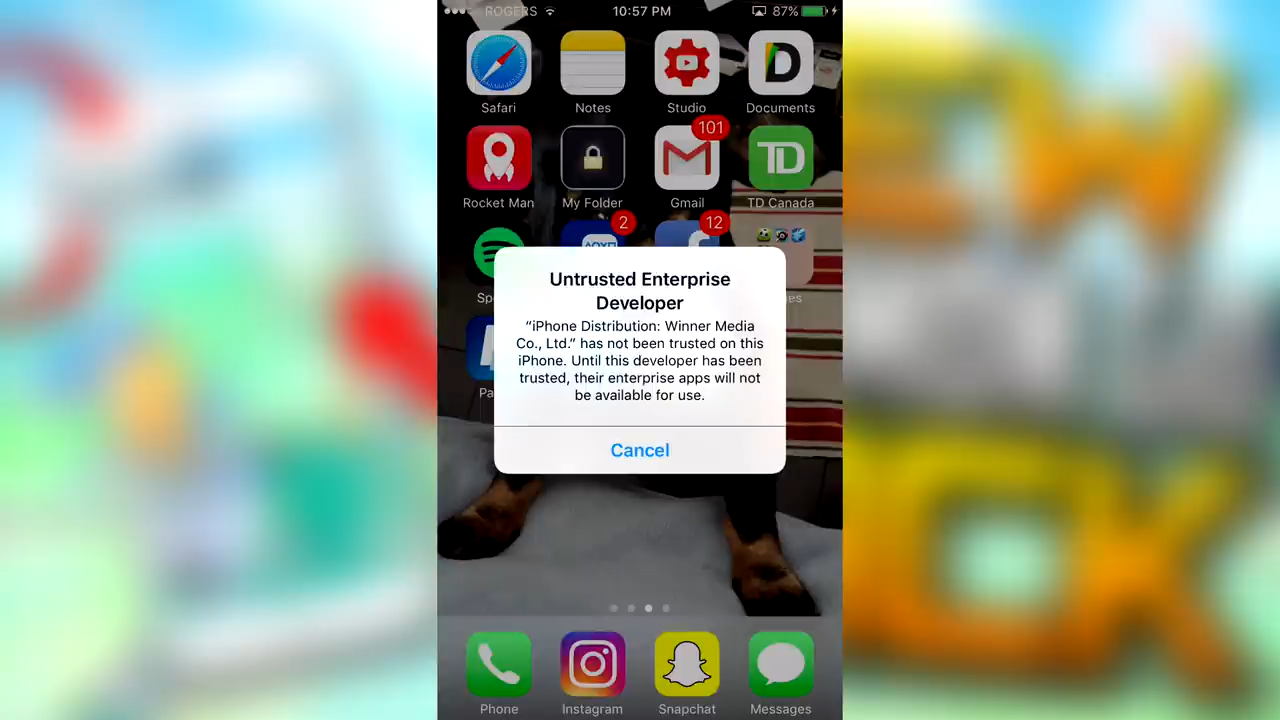 ROGERS 10:57 PM 87%
Safari Notes Studio Documents
101
Rocket Man My Folder Gmail TD Canada
2 12
Untrusted Enterprise
Developer
“iPhone Distribution: Winner Media
Co., Ltd.” has not been trusted on this
iPhone. Until this developer has been
trusted, their enterprise apps will not
be available for use.
Cancel
Phone Instagram Snapchat Messages